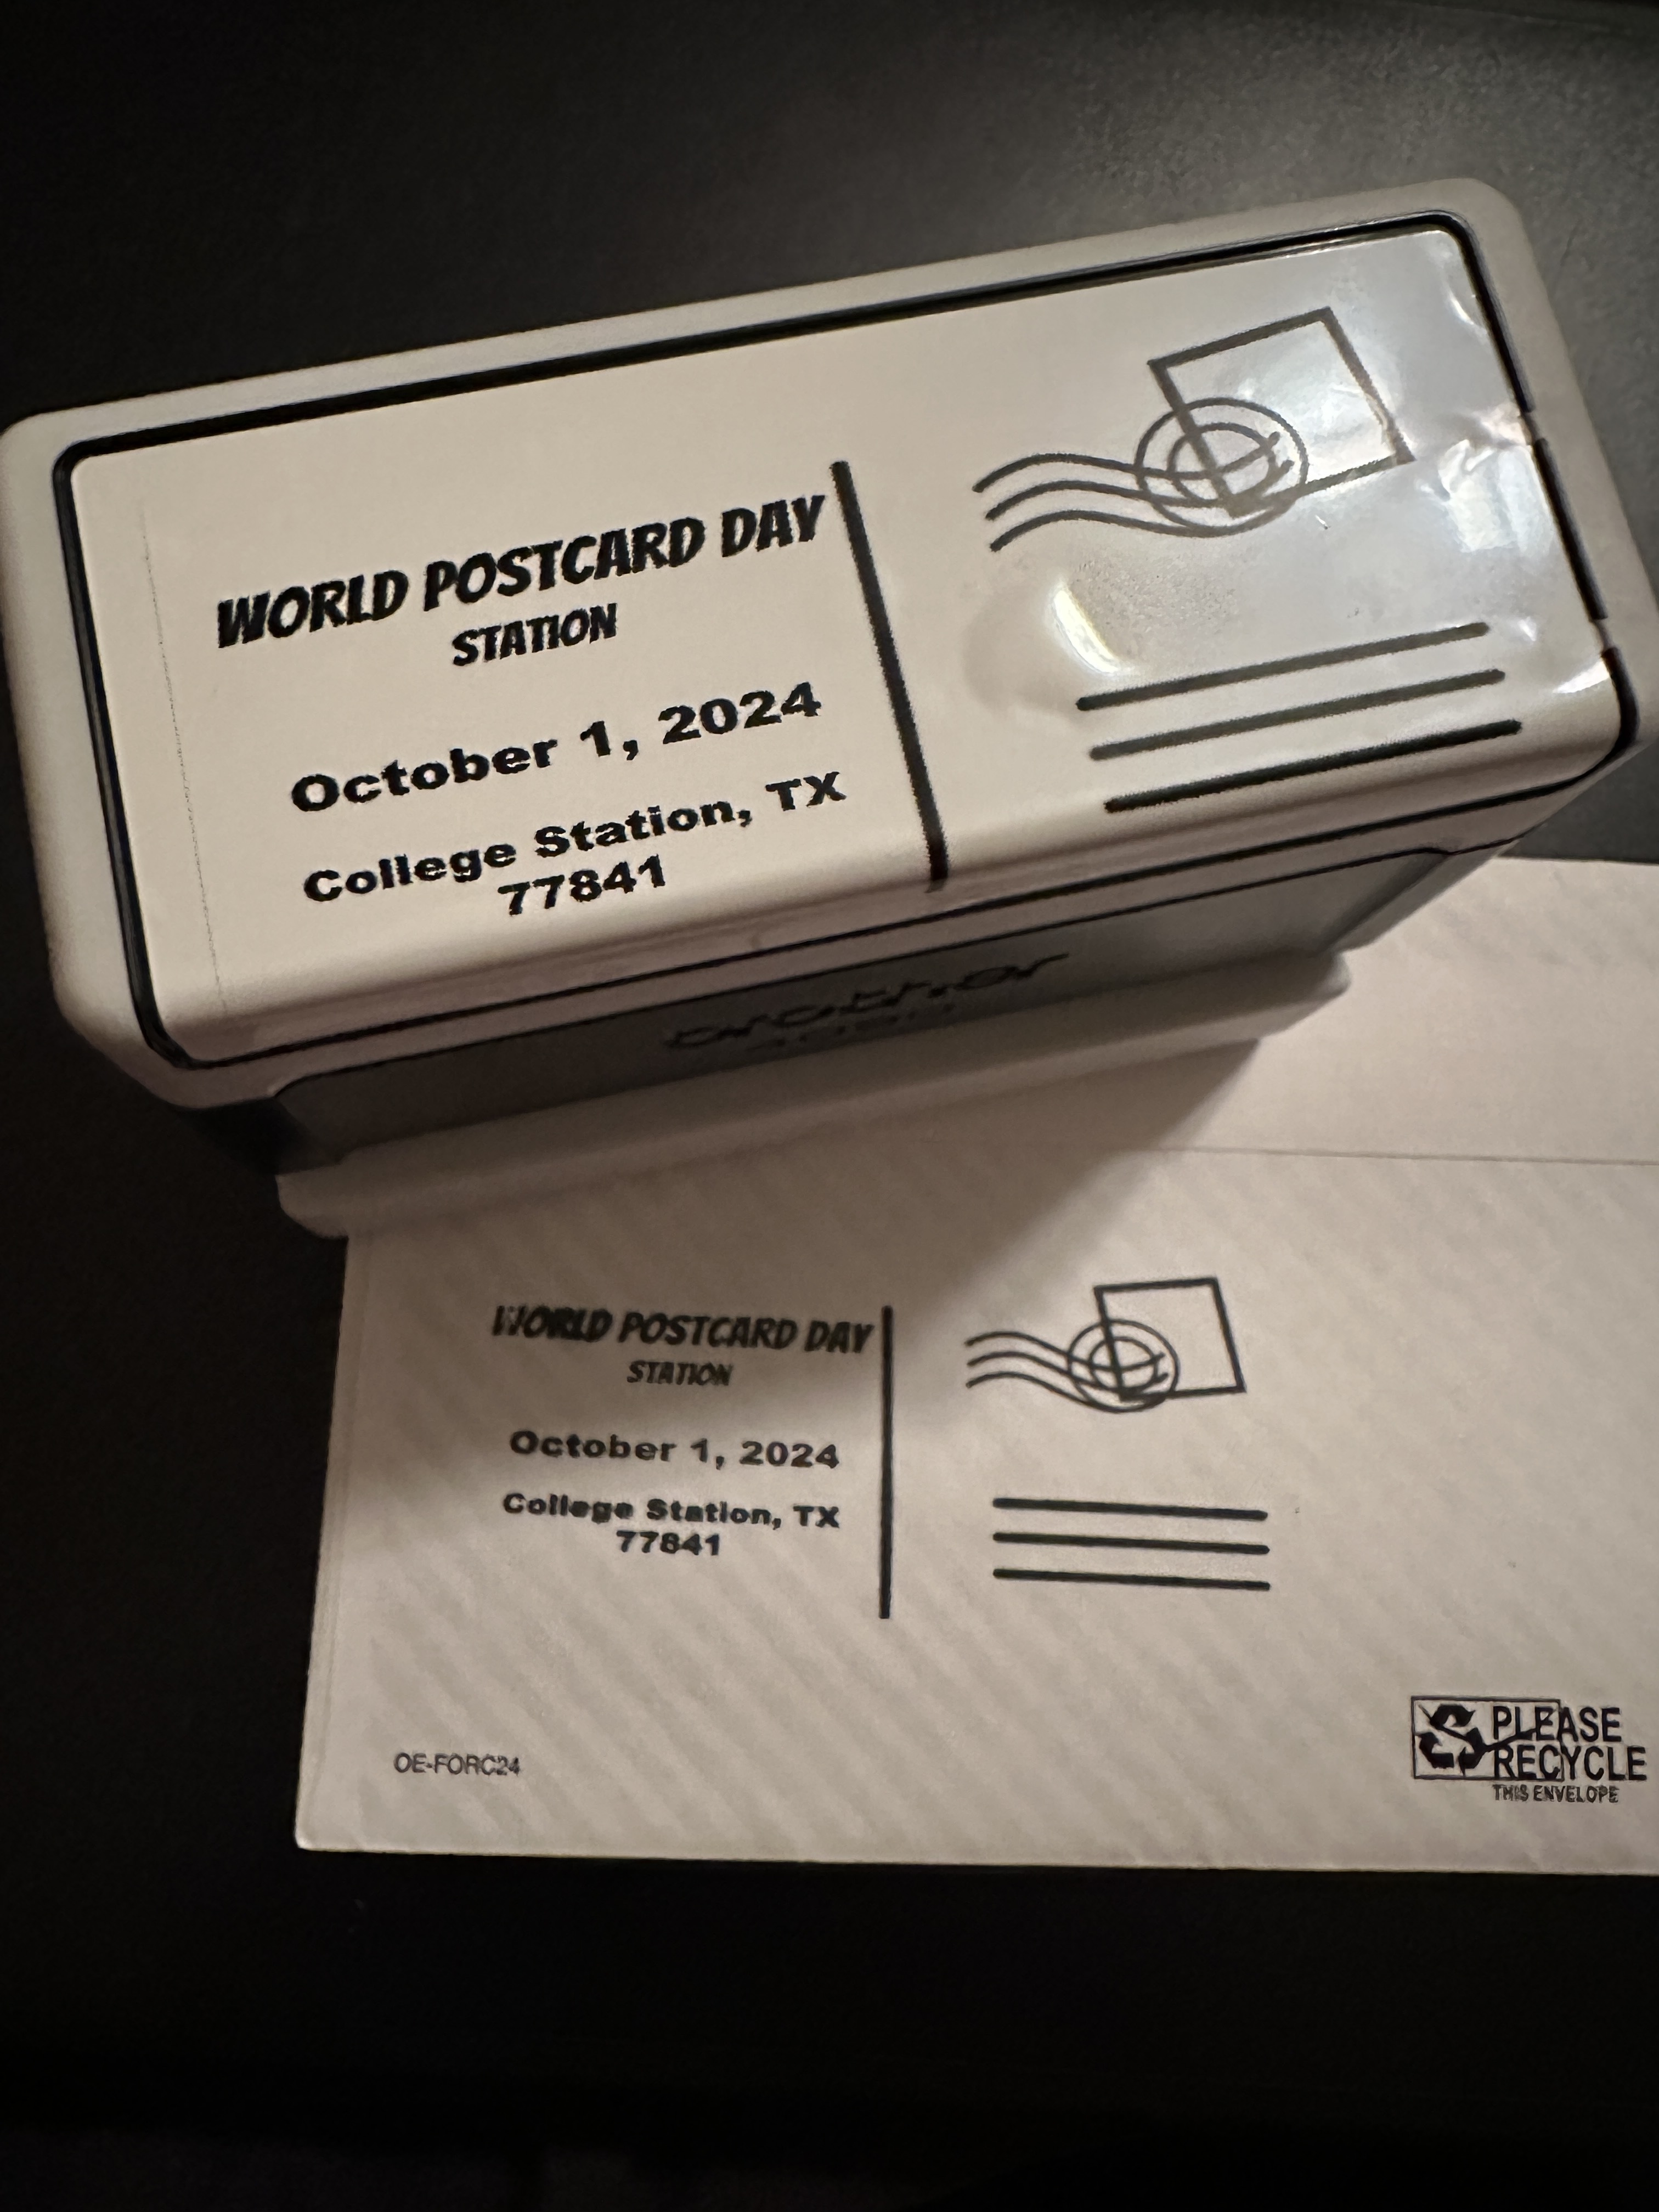 WORLD POSTCARD DAY
STATION
October 1, 2024
College Station, TX
77841
brother
WORLD POSTCARD DAY
STATION
October 1, 2024
College Station, TX
77841
OE-FORC24
PLEASE
RECYCLE
THIS ENVELOPE